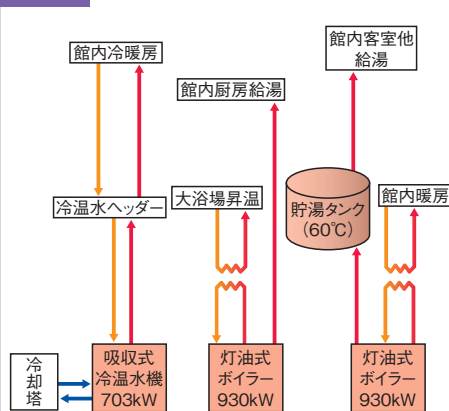 館内冷暖房
館内厨房給湯
館内客室他
給湯
冷温水ヘッダー
大浴場昇温
貯湯タンク
(60℃)
館内暖房
冷却塔
吸収式
冷温水機
703kW
灯油式
ボイラー
930kW
灯油式
ボイラー
930kW